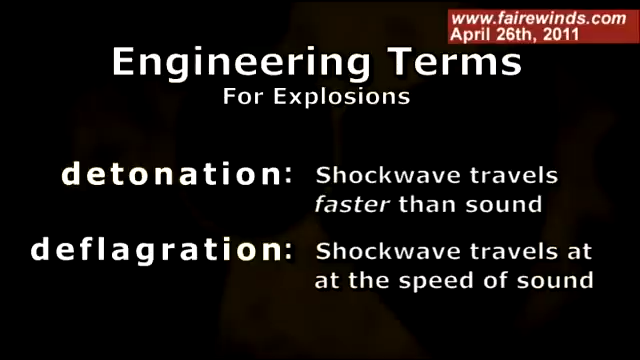 www.fairewinds.com
April 26th, 2011
Engineering Terms
For Explosions
detonation: Shockwave travels
faster than sound
deflagration: Shockwave travels at
at the speed of sound